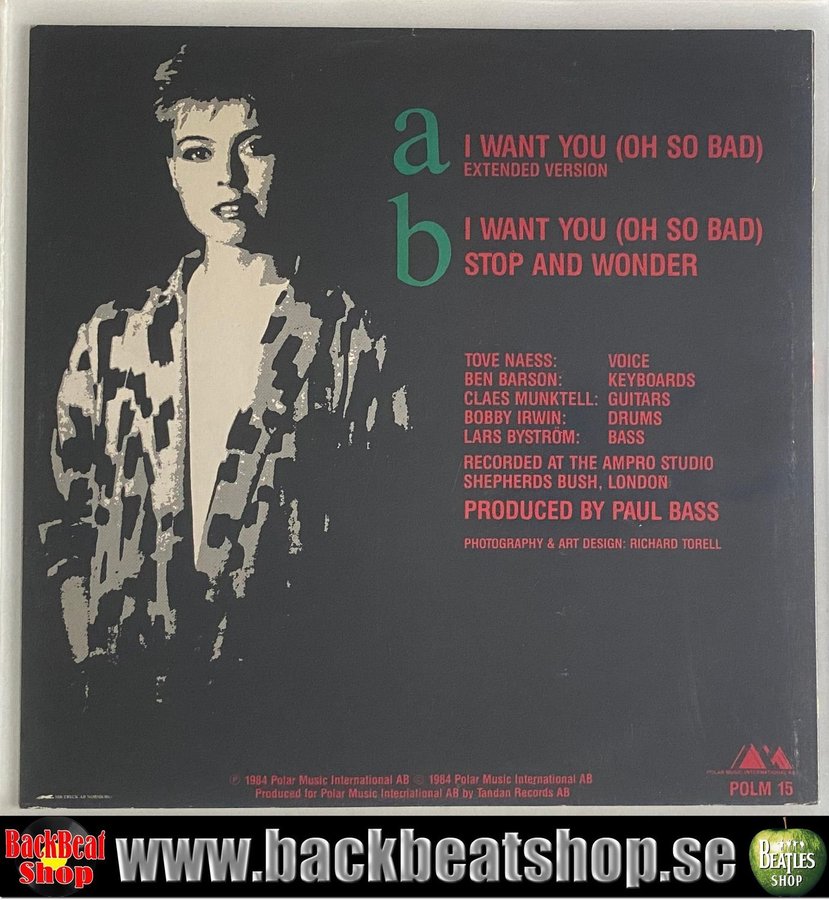 a
I WANT YOU (OH SO BAD)
EXTENDED VERSION
b
I WANT YOU (OH SO BAD)
STOP AND WONDER
TOVE NAESS: VOICE
BEN BARSON: KEYBOARDS
CLAES MUNKTELL: GUITARS
BOBBY IRWIN: DRUMS
LARS BYSTRÖM: BASS
RECORDED AT THE AMPRO STUDIO
SHEPHERDS BUSH, LONDON
PRODUCED BY PAUL BASS
PHOTOGRAPHY & ART DESIGN: RICHARD TORELL
POLAR MUSIC INTERNATIONAL AB
℗ 1984 Polar Music International AB © 1984 Polar Music International AB
Produced for Polar Music International AB by Tandan Records AB
POLM 15
BackBeat
Shop
www.backbeatshop.se
BEATLES
SHOP